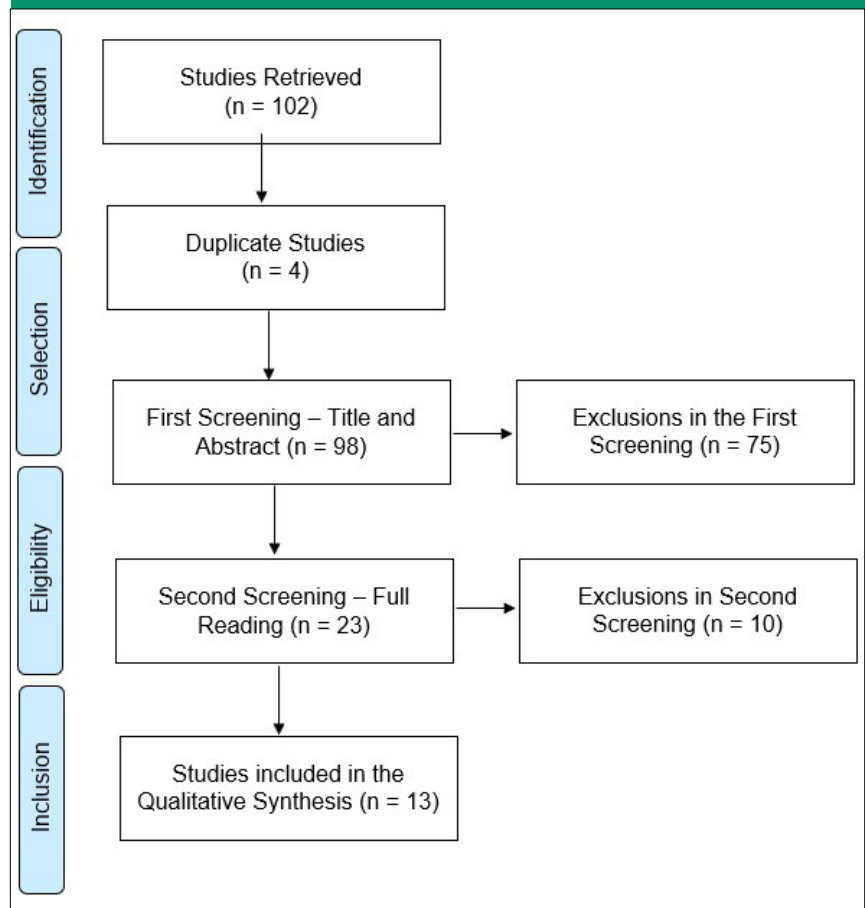 Identification
Studies Retrieved
(n = 102)
Duplicate Studies
(n = 4)
Selection
First Screening – Title and
Abstract (n = 98)
Exclusions in the First
Screening (n = 75)
Eligibility
Second Screening – Full
Reading (n = 23)
Exclusions in Second
Screening (n = 10)
Inclusion
Studies included in the
Qualitative Synthesis (n = 13)